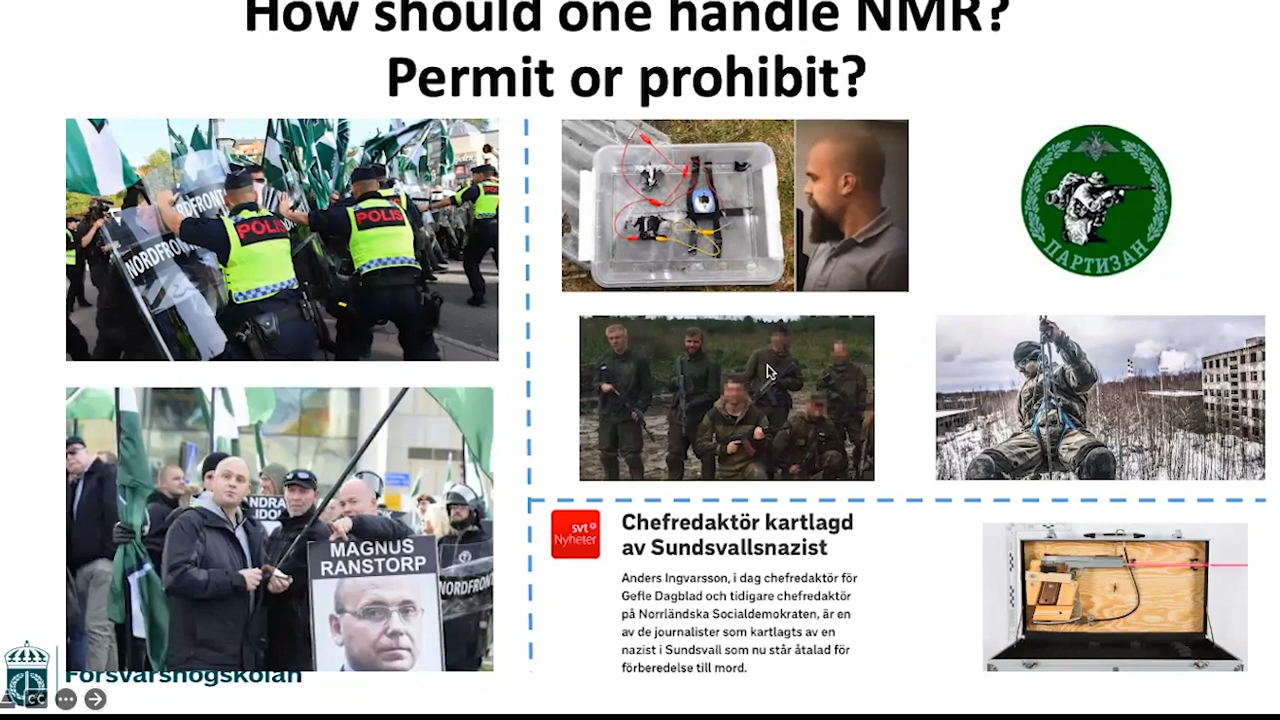 How should one handle NMR?
Permit or prohibit?
POLIS
POLIS
NORDFRONT
NORDFRON
ПАРТИЗАН
MAGNUS
RANSTORP
NORDFRONT
svt
Nyheter
Chefredaktör kartlagd
av Sundsvallsnazist
Anders Ingvarsson, i dag chefredaktör för
Gefle Dagblad och tidigare chefredaktör
på Norrländska Socialdemokraten, är en
av de journalister som kartlagts av en
nazist i Sundsvall som nu står åtalad för
förberedelse till mord.
Försvarshögskolan
CC